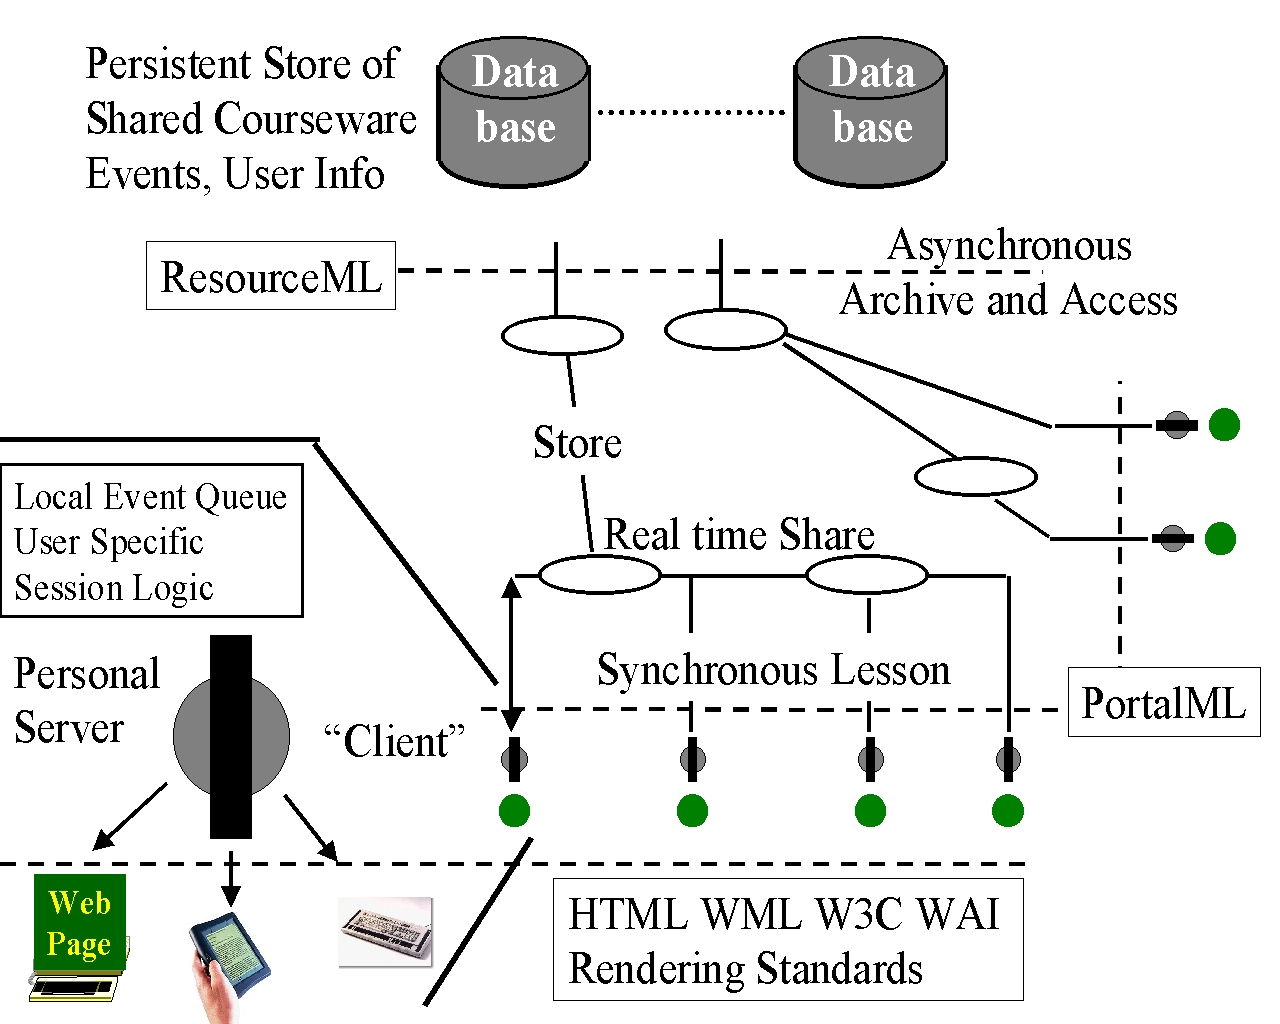 Persistent Store of
Shared Courseware
Events, User Info
Data
base
Data
base
ResourceML
Asynchronous
Archive and Access
Store
Local Event Queue
User Specific
Session Logic
Real time Share
Personal
Server
Synchronous Lesson
PortalML
“Client”
Web
Page
HTML WML W3C WAI
Rendering Standards